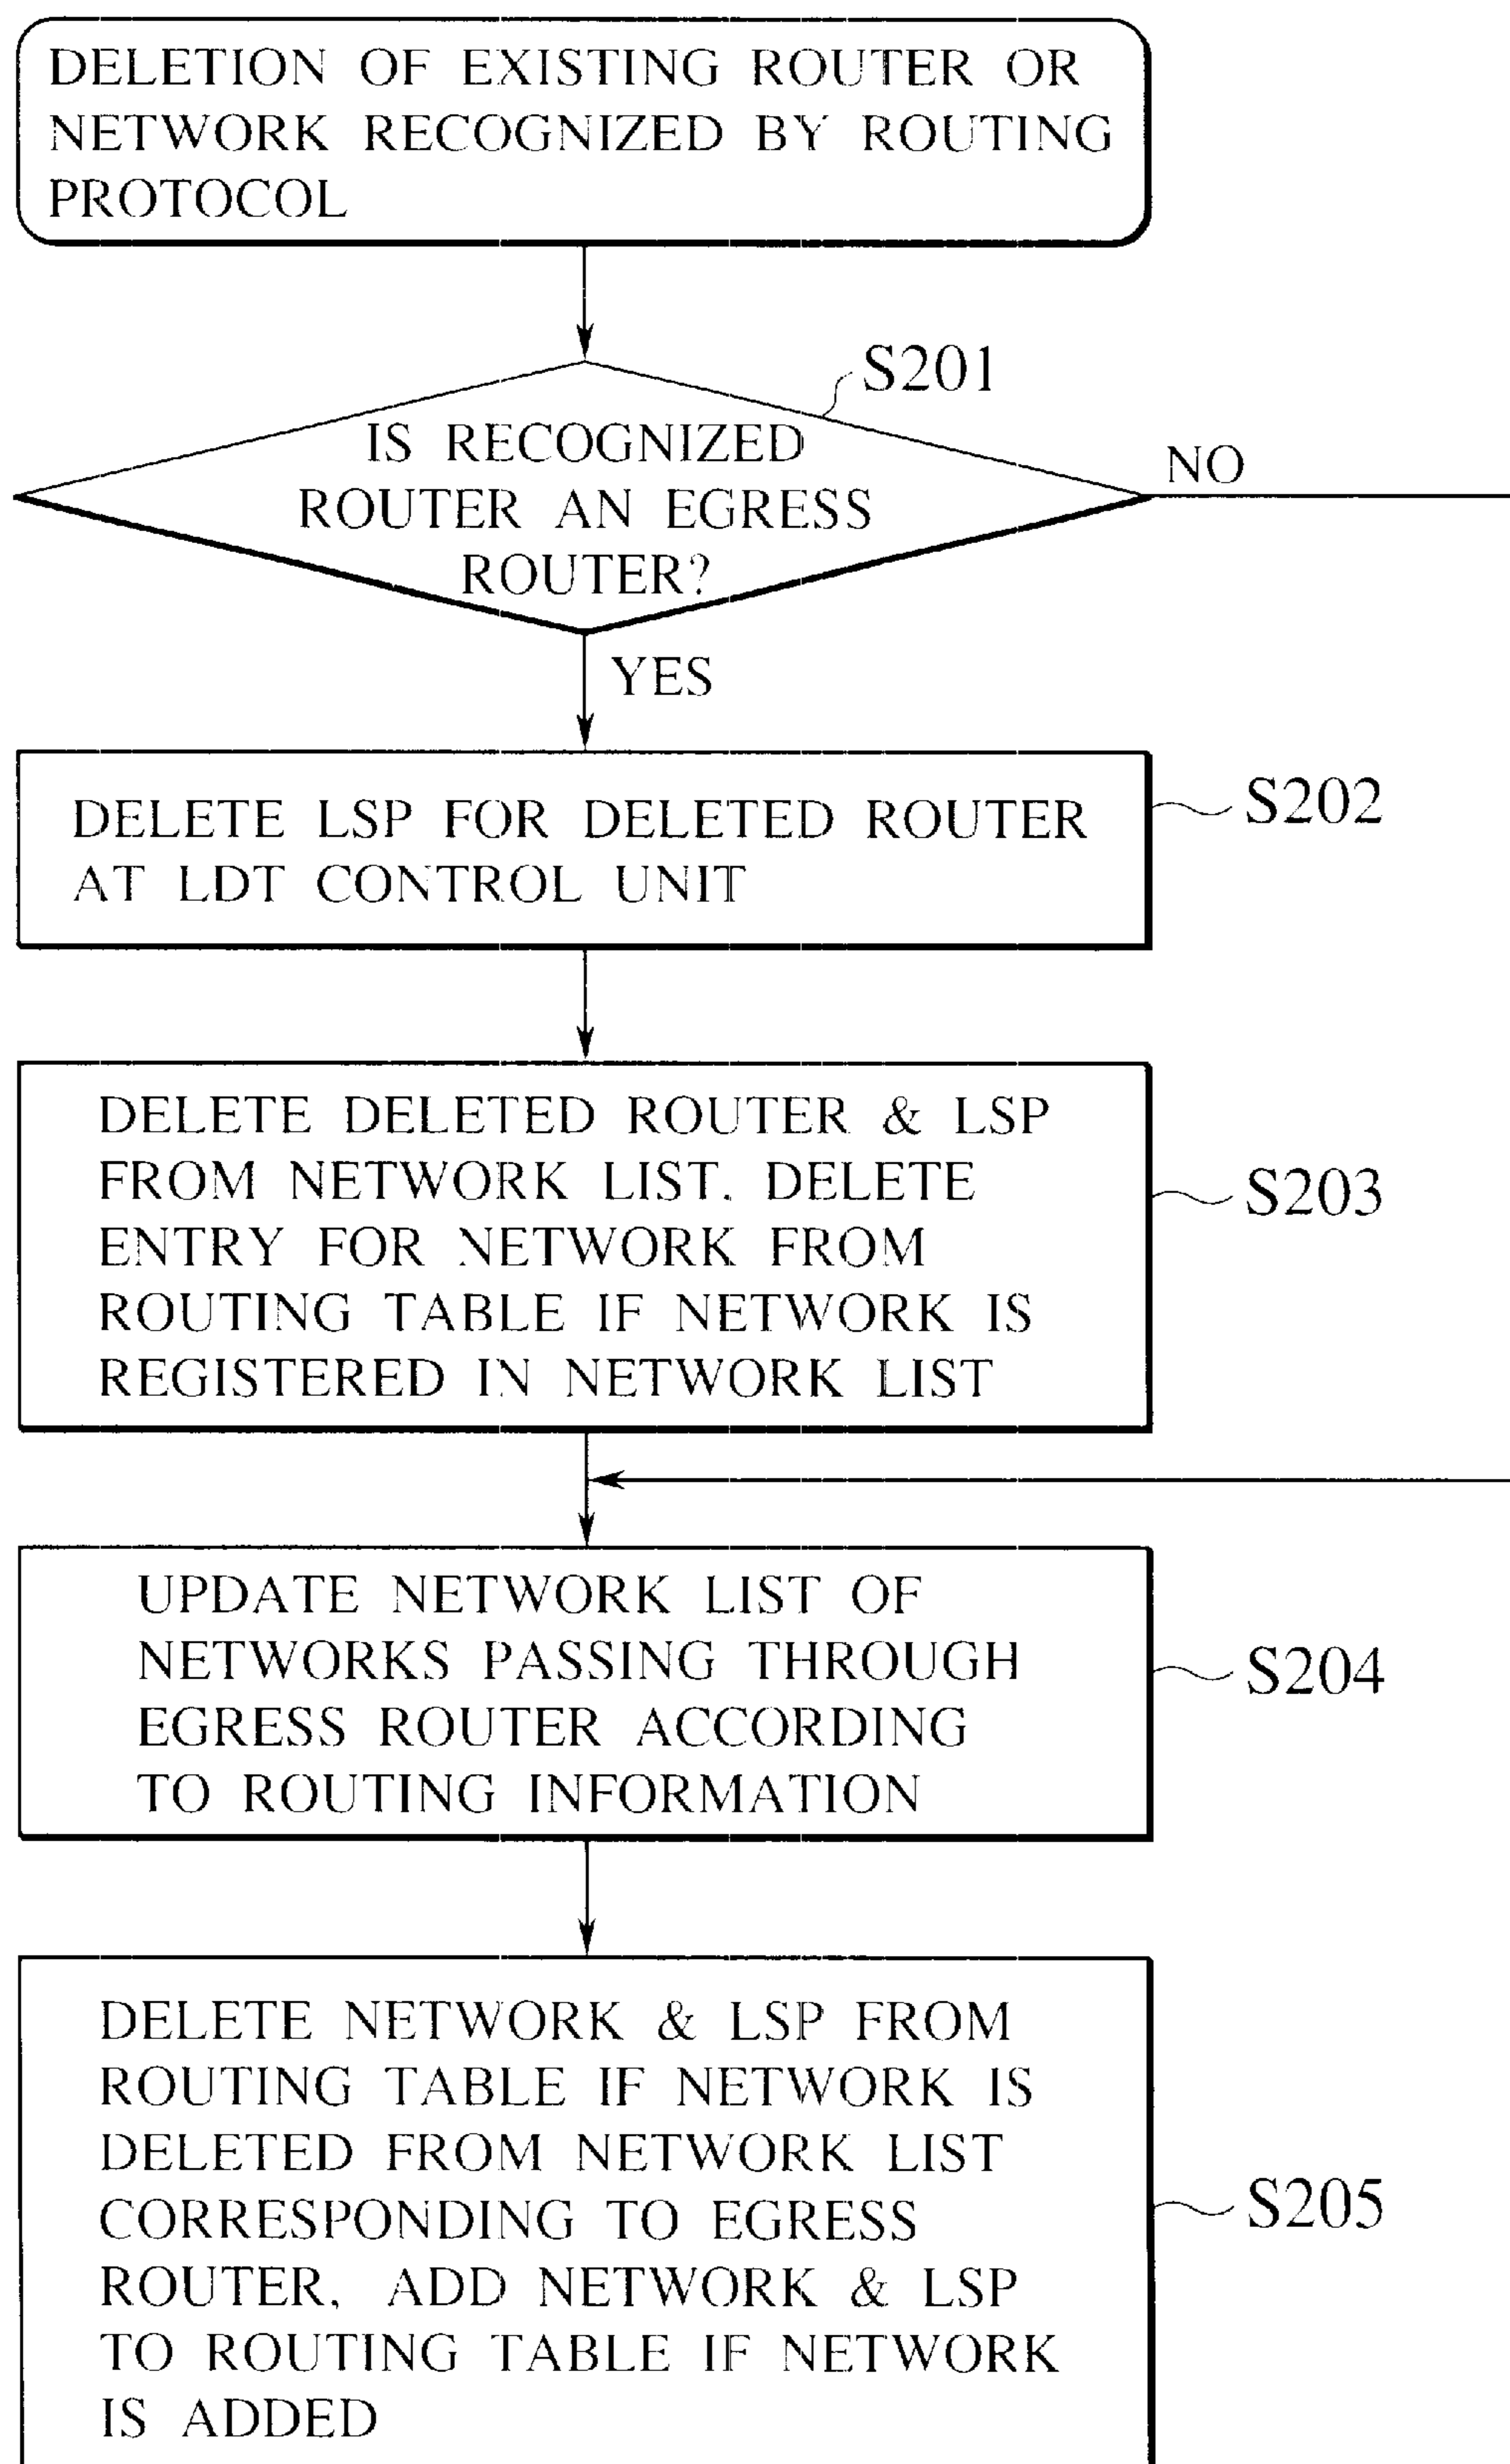 DELETION OF EXISTING ROUTER OR
NETWORK RECOGNIZED BY ROUTING
PROTOCOL
S201
IS RECOGNIZED
ROUTER AN EGRESS
ROUTER?
NO
YES
DELETE LSP FOR DELETED ROUTER
AT LDT CONTROL UNIT
S202
DELETE DELETED ROUTER & LSP
FROM NETWORK LIST. DELETE
ENTRY FOR NETWORK FROM
ROUTING TABLE IF NETWORK IS
REGISTERED IN NETWORK LIST
S203
UPDATE NETWORK LIST OF
NETWORKS PASSING THROUGH
EGRESS ROUTER ACCORDING
TO ROUTING INFORMATION
S204
DELETE NETWORK & LSP FROM
ROUTING TABLE IF NETWORK IS
DELETED FROM NETWORK LIST
CORRESPONDING TO EGRESS
ROUTER, ADD NETWORK & LSP
TO ROUTING TABLE IF NETWORK
IS ADDED
S205